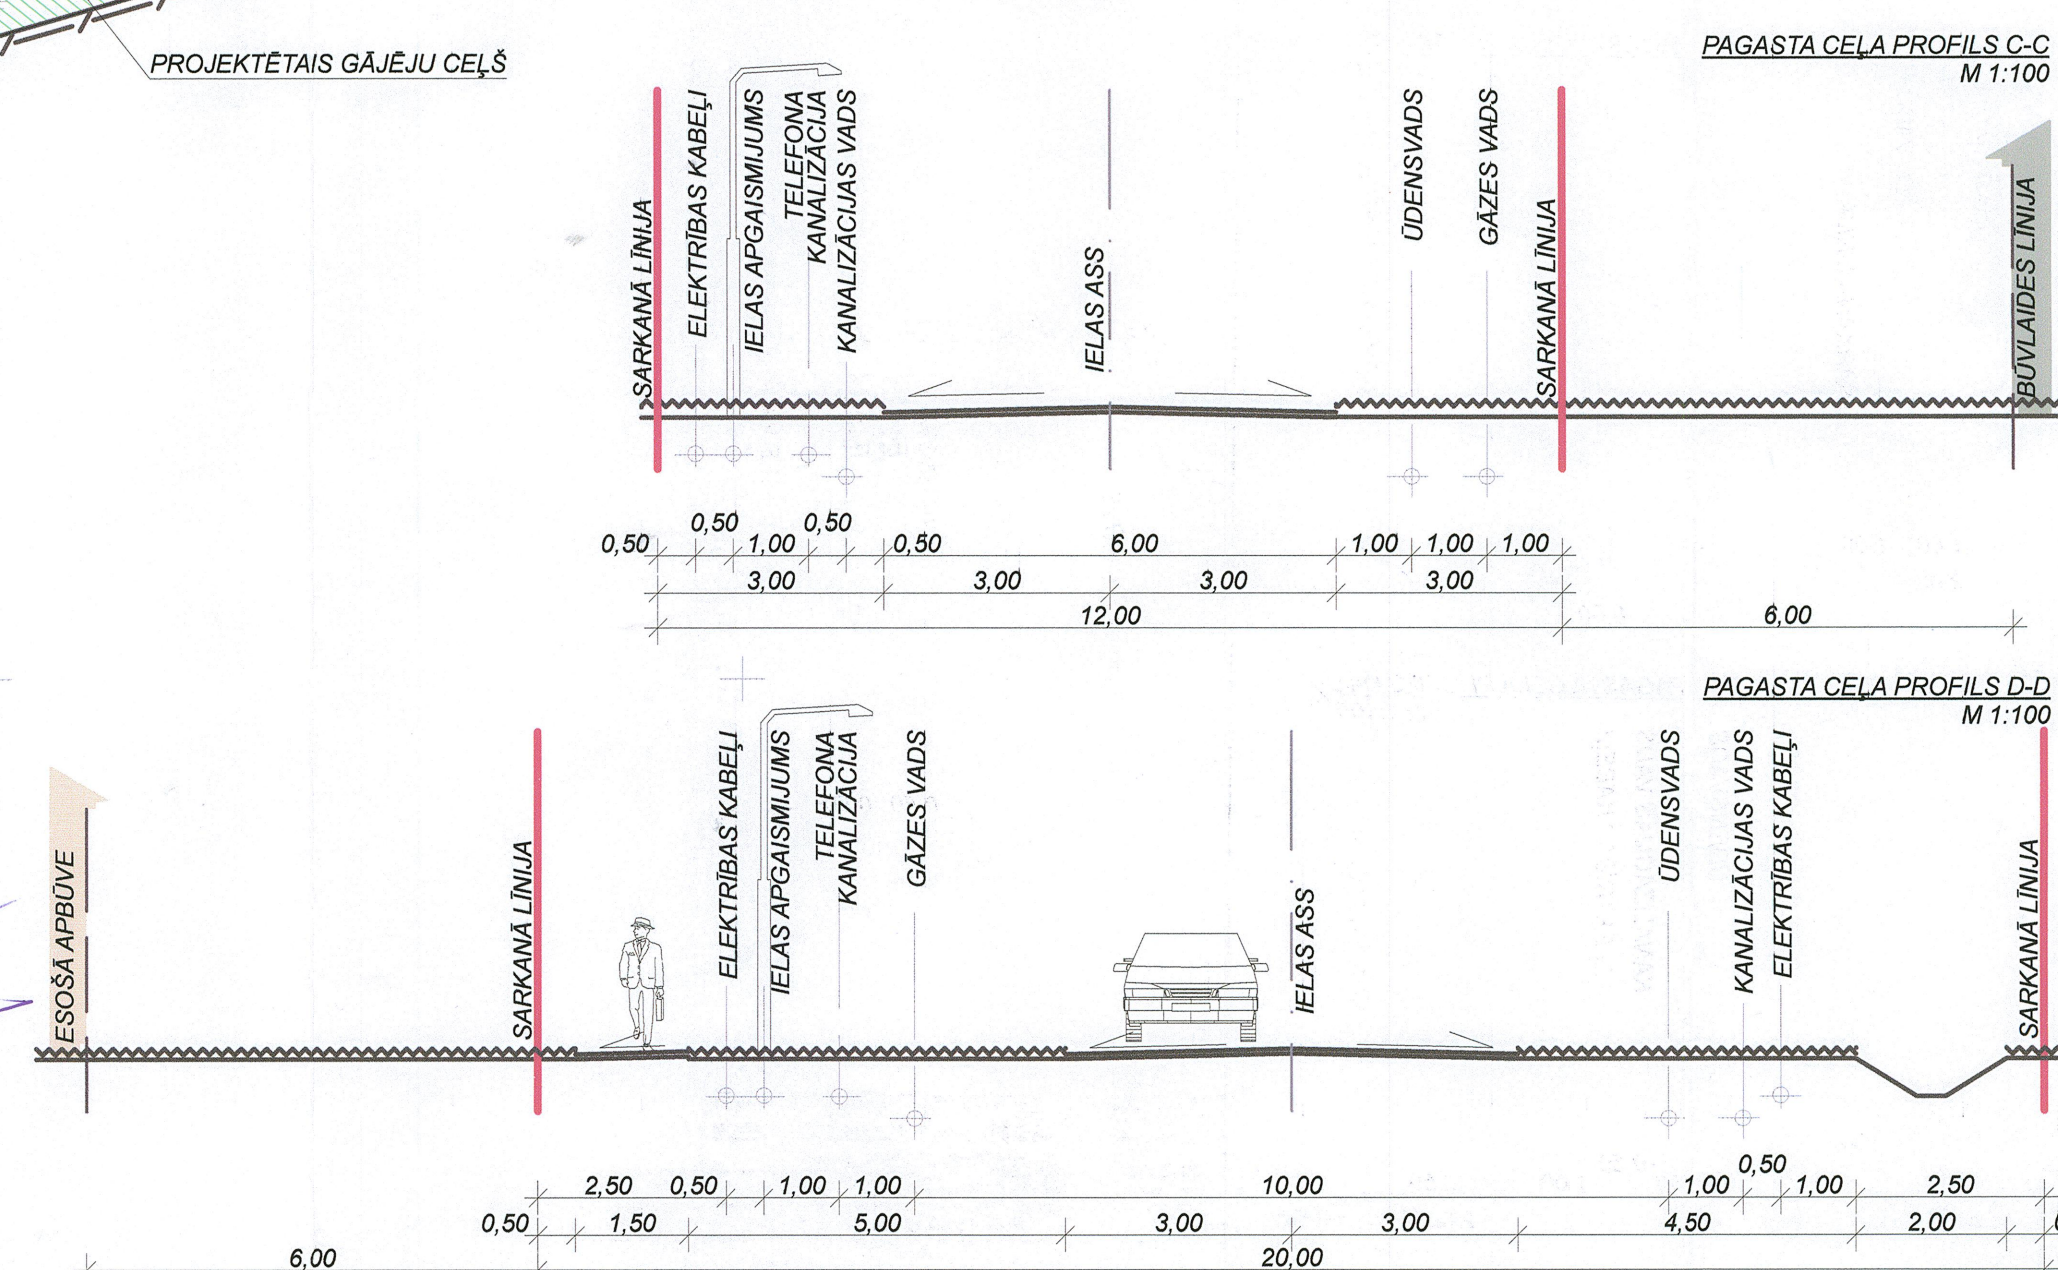 PROJEKTĒTAIS GĀJĒJU CEĻŠ
PAGASTA CEĻA PROFILS C-C
M 1:100
SARKANĀ LĪNIJA
ELEKTRĪBAS KABEĻI
IELAS APGAISMIJUMS
TELEFONA
KANALIZĀCIJA
KANALIZĀCIJAS VADS
IELAS ASS
ŪDENSVADS
GĀZES VADS
SARKANĀ LĪNIJA
BŪVLAIDES LĪNIJA
0,50 0,50
0,50 1,00 0,50 6,00 1,00 1,00 1,00
3,00 3,00 3,00 3,00
12,00 6,00
PAGASTA CEĻA PROFILS D-D
M 1:100
ESOŠĀ APBŪVE
SARKANĀ LĪNIJA
ELEKTRĪBAS KABEĻI
IELAS APGAISMIJUMS
TELEFONA
KANALIZĀCIJA
GĀZES VADS
IELAS ASS
ŪDENSVADS
KANALIZĀCIJAS VADS
ELEKTRĪBAS KABEĻI
SARKANĀ LĪNIJA
0,50
2,50 0,50 1,00 1,00 10,00 1,00 1,00 2,50
0,50 1,50 5,00 3,00 3,00 4,50 2,00
6,00 20,00